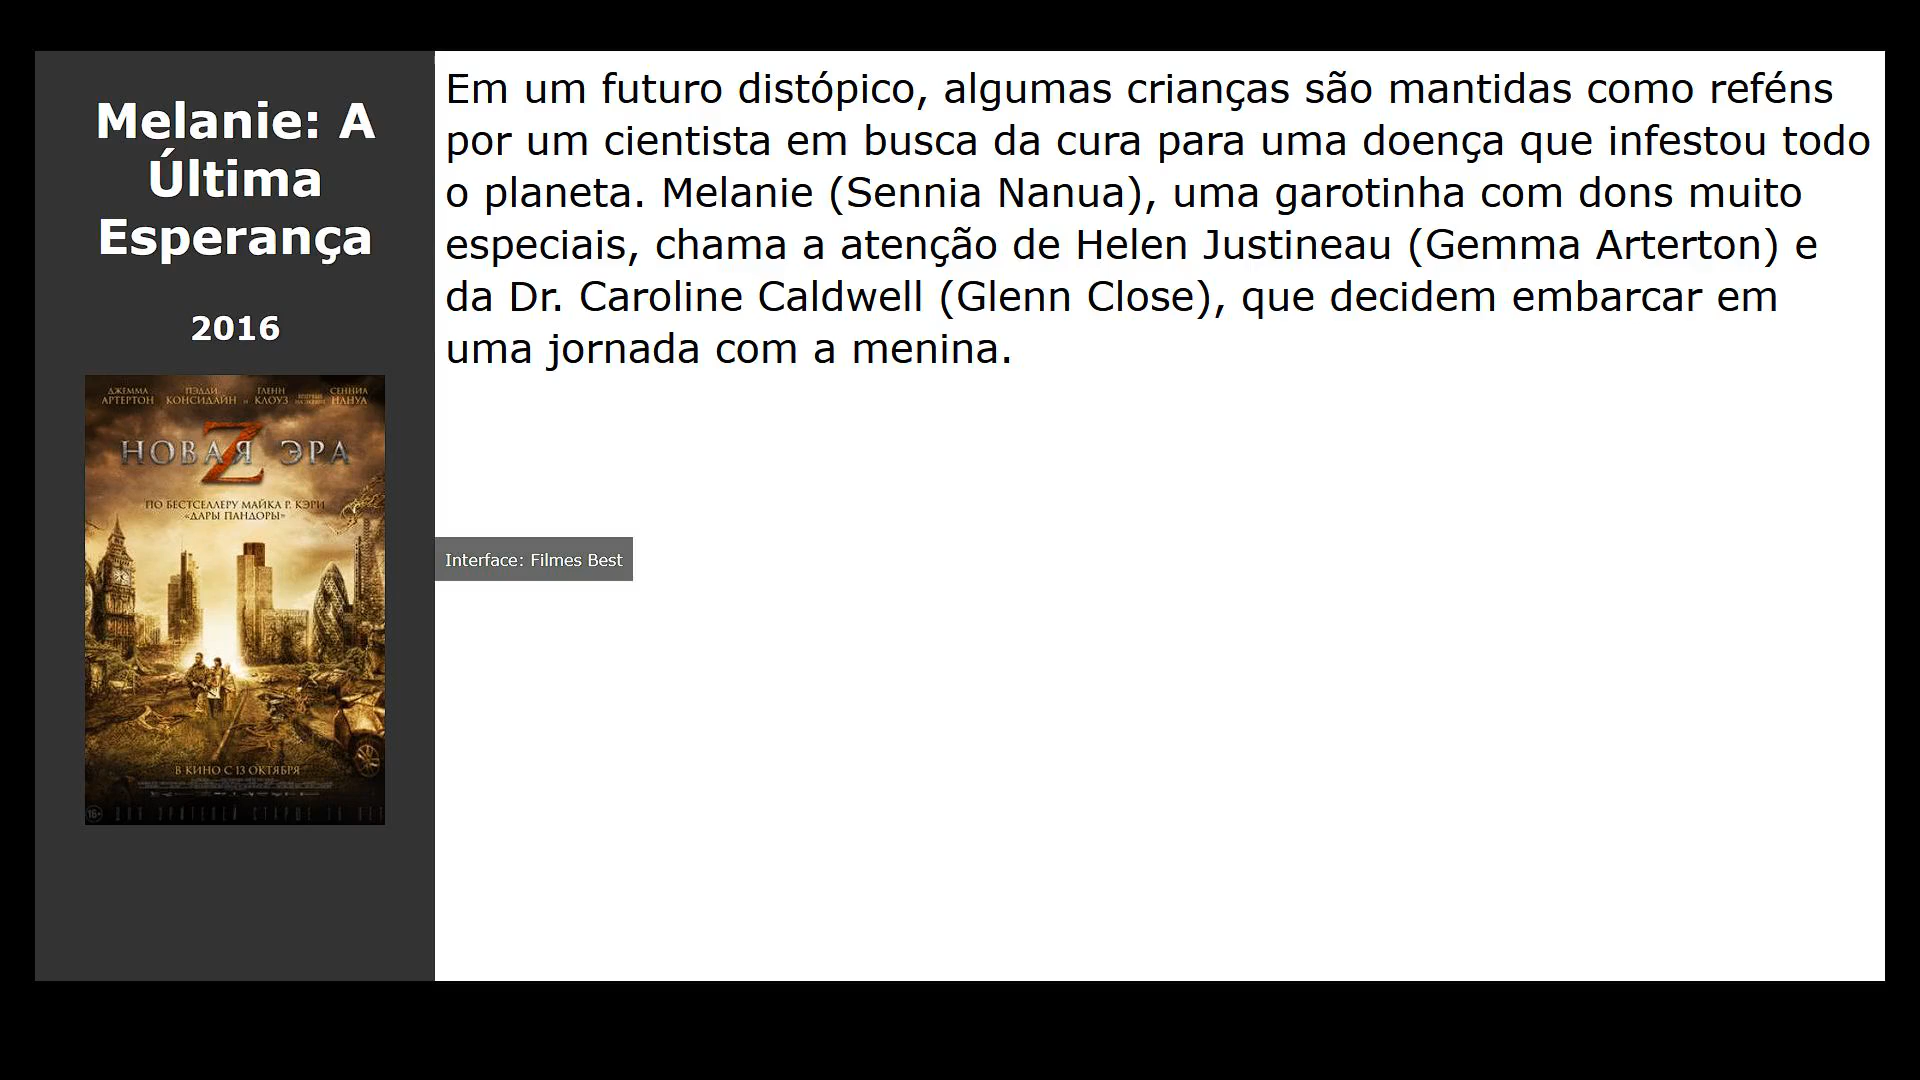 Melanie: A
Última
Esperança
2016
ДЖЕММА
АРТЕРТОН
ПЭДДИ
КОНСИДАЙН
и
ГЛЕНН
КЛОУЗ
СЕННИА
НАНУА
НОВАЯ ЭРА
Z
ПО БЕСТСЕЛЛЕРУ МАЙКА Р. КЭРИ
«ДАРЫ ПАНДОРЫ»
В КИНО С 13 ОКТЯБРЯ
16+
Em um futuro distópico, algumas crianças são mantidas como reféns
por um cientista em busca da cura para uma doença que infestou todo
o planeta. Melanie (Sennia Nanua), uma garotinha com dons muito
especiais, chama a atenção de Helen Justineau (Gemma Arterton) e
da Dr. Caroline Caldwell (Glenn Close), que decidem embarcar em
uma jornada com a menina.
Interface: Filmes Best